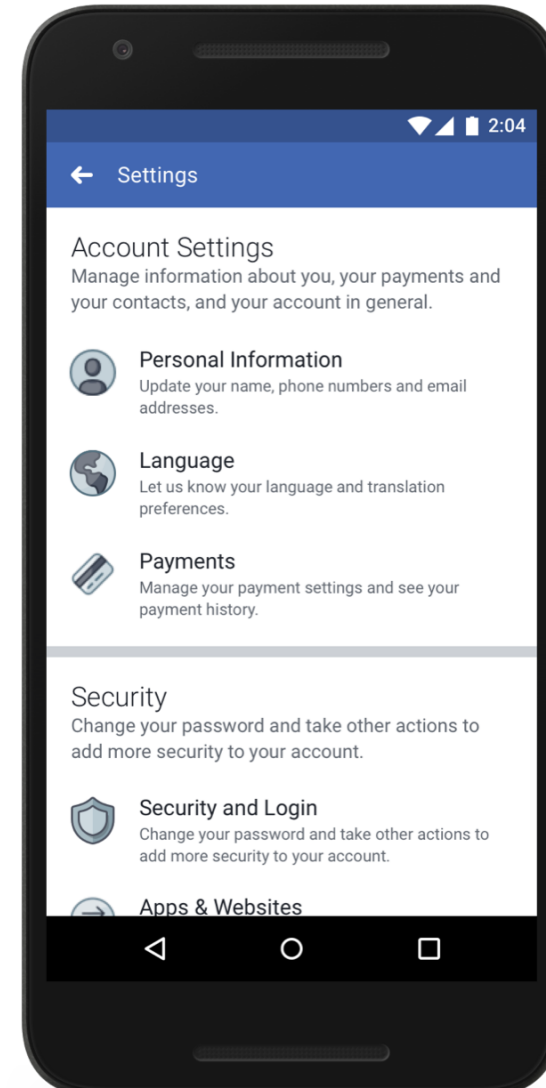 2:04
Settings
Account Settings
Manage information about you, your payments and
your contacts, and your account in general.
Personal Information
Update your name, phone numbers and email
addresses.
Language
Let us know your language and translation
preferences.
Payments
Manage your payment settings and see your
payment history.
Security
Change your password and take other actions to
add more security to your account.
Security and Login
Change your password and take other actions to
add more security to your account.
Apps & Websites